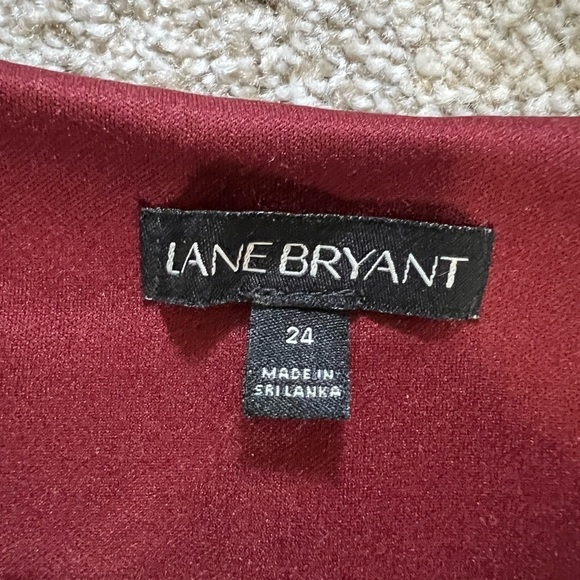 LANE BRYANT
24
MADE IN
SRI LANKA